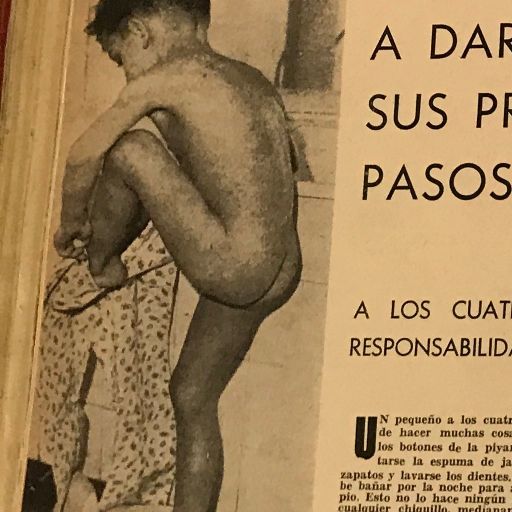 A DAR
SUS PR
PASOS
A LOS CUAT
RESPONSABILIDA
UN pequeño a los cuatr
de hacer muchas cosa
los botones de la piyam
tarse la espuma de ja
zapatos y lavarse los dientes,
be bañar por la noche para
pio. Esto no lo hace ningún
cualquier chiquillo, medianam